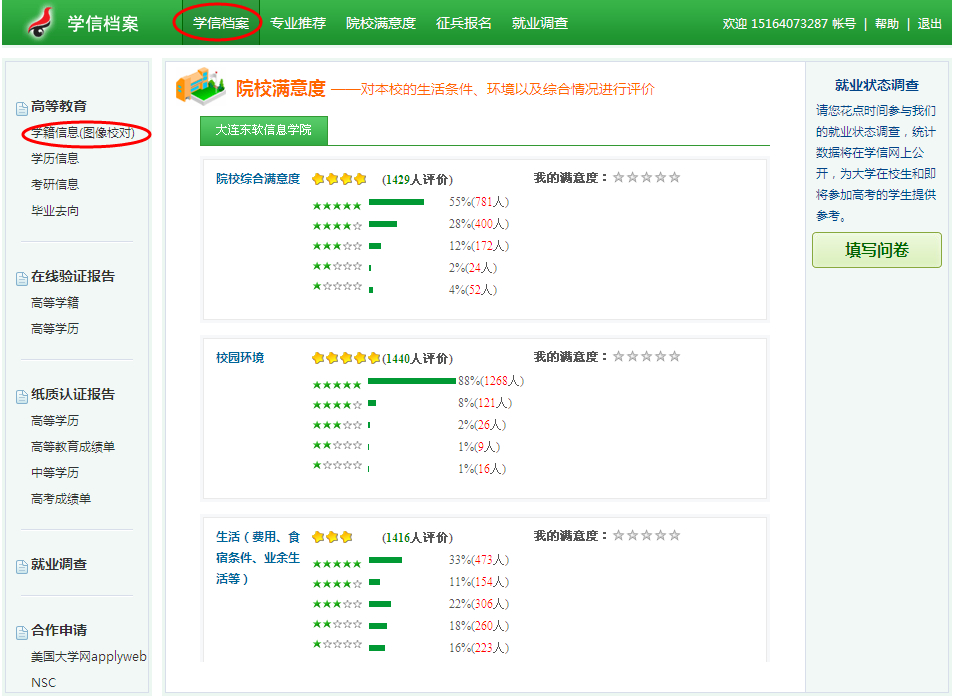 学信档案
学信档案 专业推荐 院校满意度 征兵报名 就业调查
欢迎 15164073287 帐号 | 帮助 | 退出
高等教育
学籍信息(图像校对)
学历信息
考研信息
毕业去向
在线验证报告
高等学籍
高等学历
纸质认证报告
高等学历
高等教育成绩单
中等学历
高考成绩单
就业调查
合作申请
美国大学网applyweb
NSC
院校满意度 ——对本校的生活条件、环境以及综合情况进行评价
大连东软信息学院
院校综合满意度 (1429人评价) 我的满意度:
55%(781人)
28%(400人)
12%(172人)
2%(24人)
4%(52人)
校园环境 (1440人评价) 我的满意度:
88%(1268人)
8%(121人)
2%(26人)
1%(9人)
1%(16人)
生活(费用、食
宿条件、业余生
活等)
(1416人评价) 我的满意度:
33%(473人)
11%(154人)
22%(306人)
18%(260人)
16%(223人)
就业状态调查
请您花点时间参与我们
的就业状态调查,统计
数据将在学信网上公
开,为大学在校生和即
将参加高考的学生提供
参考。
填写问卷